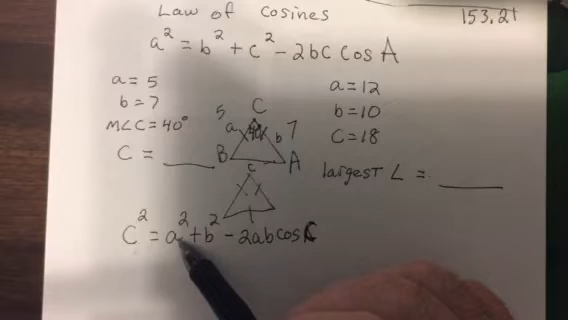 Law of Cosines
153.21
a² = b² + c² - 2bc cos A
a = 5
b = 7
m∠C = 40°
C = ____
5 C
a 40 b 7
B A
c
a = 12
b = 10
C = 18
largest ∠ = ____
C² = a² + b² - 2ab cos C